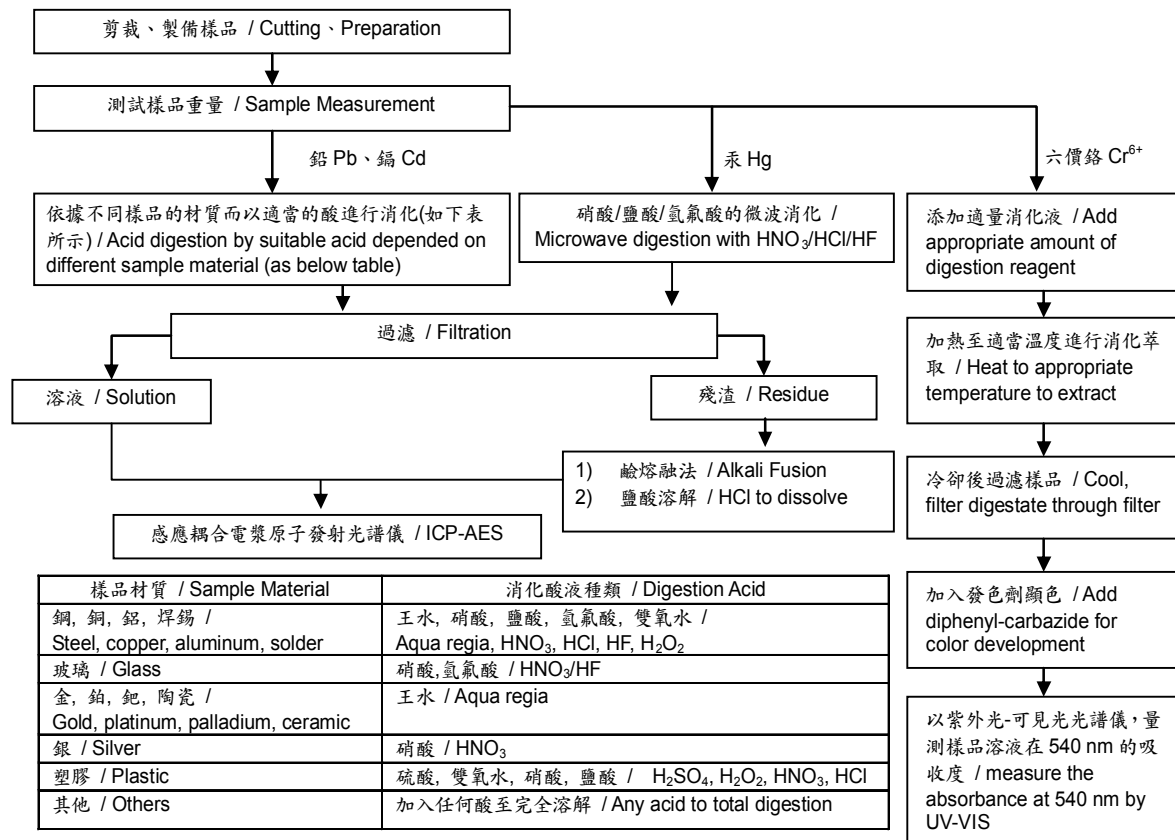 剪裁、製備樣品 / Cutting、Preparation
測試樣品重量 / Sample Measurement
鉛 Pb、鎘 Cd
汞 Hg
六價鉻 Cr6+
依據不同樣品的材質而以適當的酸進行消化(如下表
所示) / Acid digestion by suitable acid depended on
different sample material (as below table)
硝酸/鹽酸/氫氟酸的微波消化 /
Microwave digestion with HNO3/HCl/HF
添加適量消化液 / Add
appropriate amount of
digestion reagent
過濾 / Filtration
加熱至適當溫度進行消化萃
取 / Heat to appropriate
temperature to extract
溶液 / Solution
殘渣 / Residue
1) 鹼熔融法 / Alkali Fusion
2) 鹽酸溶解 / HCl to dissolve
冷卻後過濾樣品 / Cool,
filter digestate through filter
感應耦合電漿原子發射光譜儀 / ICP-AES
加入發色劑顯色 / Add
diphenyl-carbazide for
color development
以紫外光-可見光光譜儀，量
測樣品溶液在 540 nm 的吸
收度 / measure the
absorbance at 540 nm by
UV-VIS
樣品材質 / Sample Material 消化酸液種類 / Digestion Acid
鋼, 銅, 鋁, 焊錫 / 王水, 硝酸, 鹽酸, 氫氟酸, 雙氧水 /
Steel, copper, aluminum, solder Aqua regia, HNO3, HCl, HF, H2O2
玻璃 / Glass 硝酸,氫氟酸 / HNO3/HF
金, 鉑, 鈀, 陶瓷 / 王水 / Aqua regia
Gold, platinum, palladium, ceramic
銀 / Silver 硝酸 / HNO3
塑膠 / Plastic 硫酸, 雙氧水, 硝酸, 鹽酸 / H2SO4, H2O2, HNO3, HCl
其他 / Others 加入任何酸至完全溶解 / Any acid to total digestion